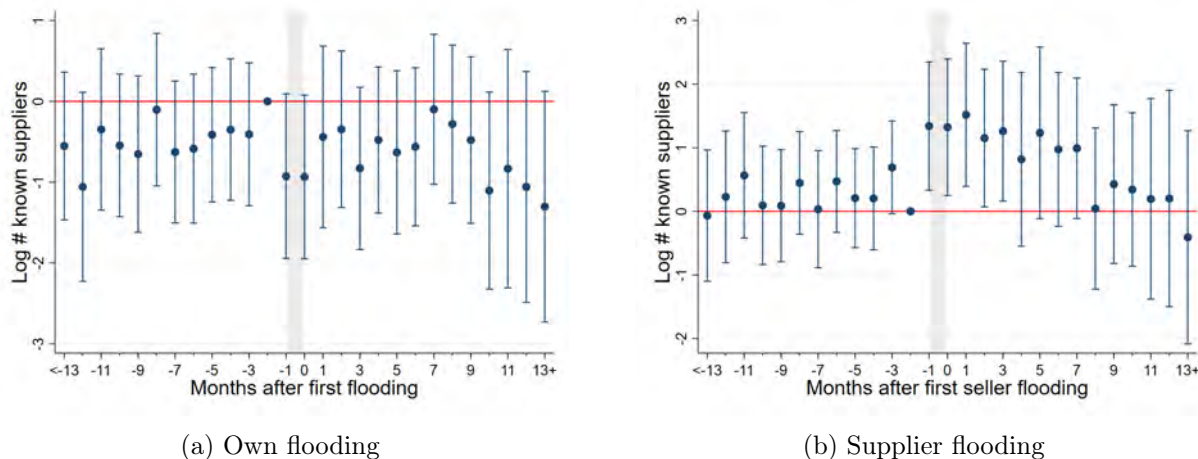 1
0
-1
-2
-3
Log # known suppliers
<-13 -11 -9 -7 -5 -3 -1 0 1 3 5 7 9 11 13+
Months after first flooding
(a) Own flooding
3
2
1
0
-1
-2
Log # known suppliers
<-13 -11 -9 -7 -5 -3 -1 0 1 3 5 7 9 11 13+
Months after first seller flooding
(b) Supplier flooding